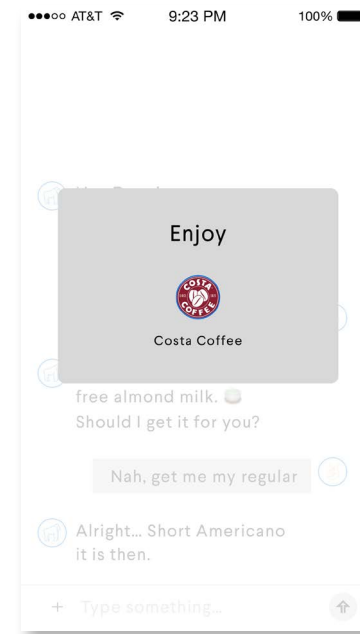 AT&T 9:23 PM 100%
Enjoy
COSTA
COFFEE
Costa Coffee
free almond milk.
Should I get it for you?
Nah, get me my regular
Alright... Short Americano
it is then.
+ Type something...